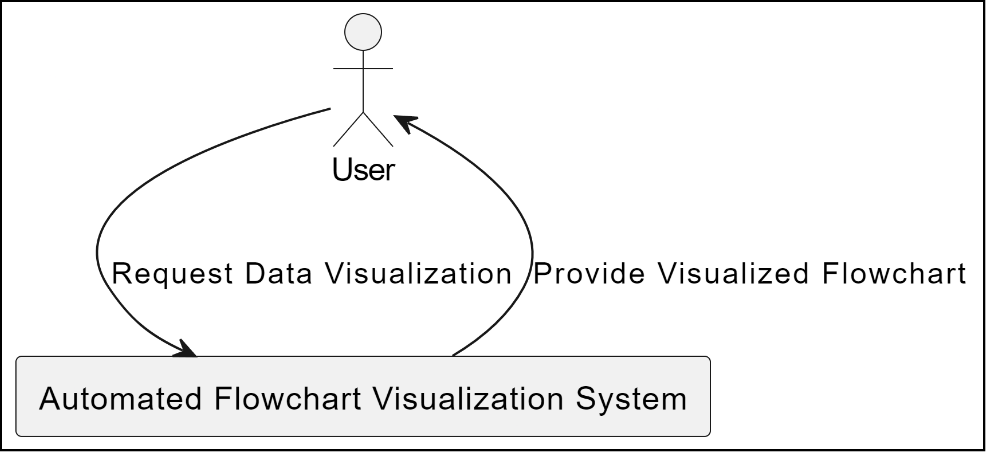 User
Request Data Visualization
Provide Visualized Flowchart
Automated Flowchart Visualization System